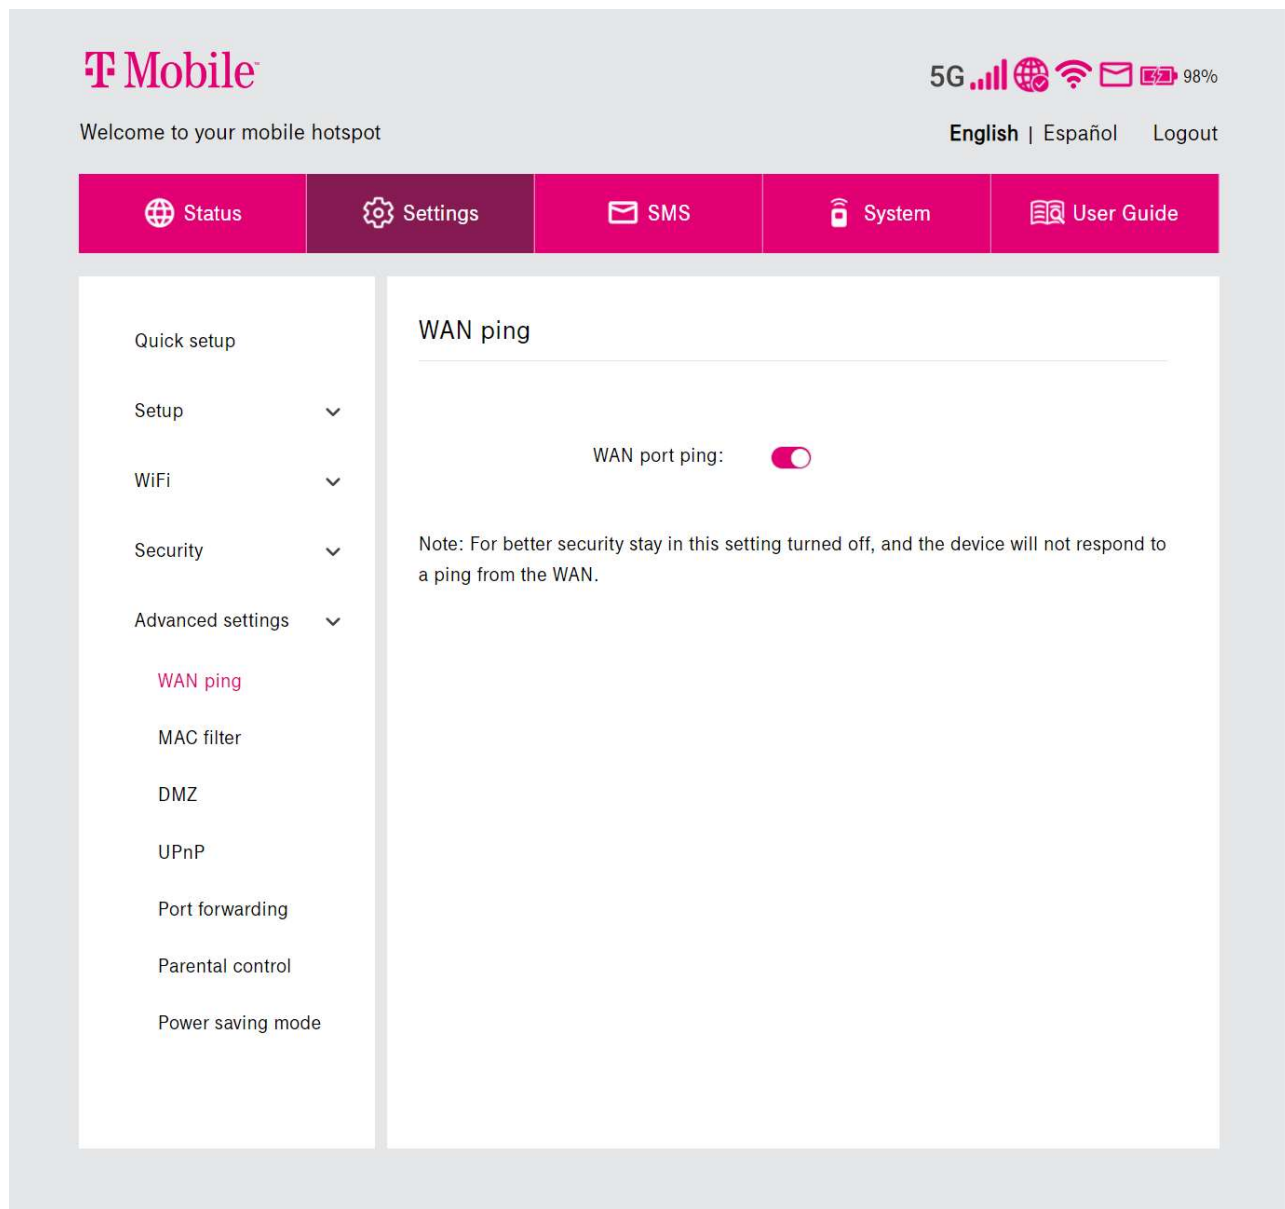 T Mobile
5G 98%
Welcome to your mobile hotspot
English | Español Logout
Status Settings SMS System User Guide
Quick setup
Setup
WiFi
Security
Advanced settings
WAN ping
MAC filter
DMZ
UPnP
Port forwarding
Parental control
Power saving mode
WAN ping
WAN port ping:
Note: For better security stay in this setting turned off, and the device will not respond to
a ping from the WAN.